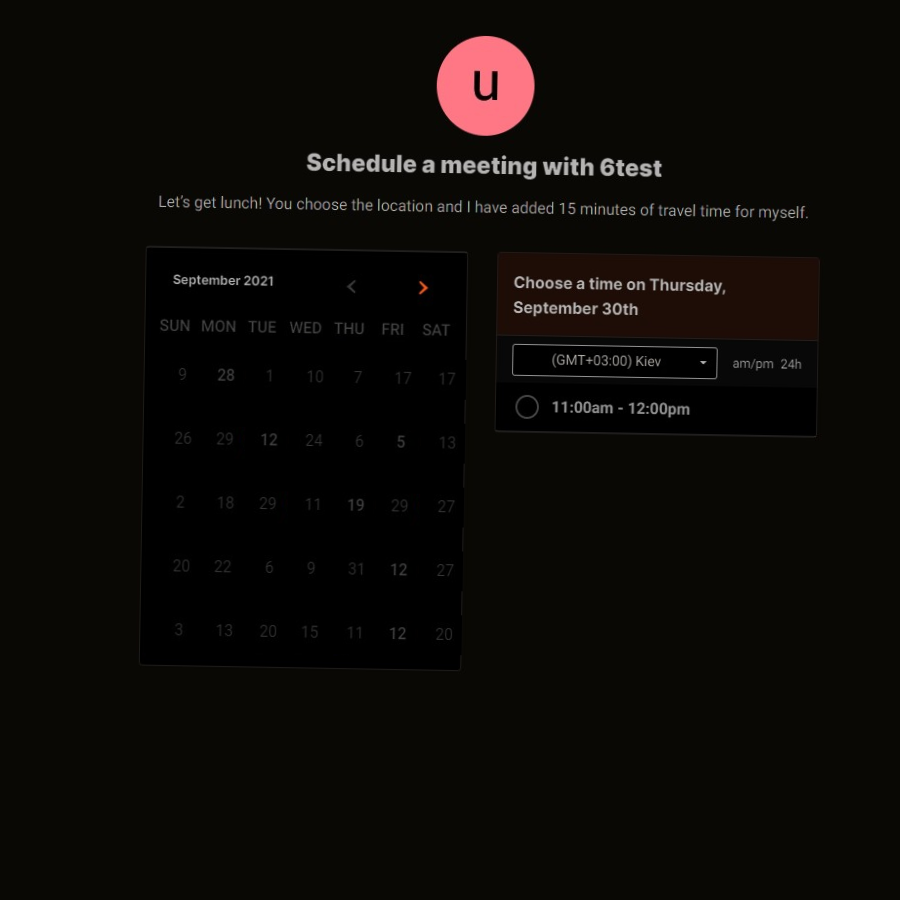 u
Schedule a meeting with 6test
Let's get lunch! You choose the location and I have added 15 minutes of travel time for myself.
September 2021
SUN MON TUE WED THU FRI SAT
9 28 1 10 7 17 17
26 29 12 24 6 5 13
2 18 29 11 19 29 27
20 22 6 9 31 12 27
3 13 20 15 11 12 20
Choose a time on Thursday,
September 30th
(GMT+03:00) Kiev am/pm 24h
11:00am - 12:00pm